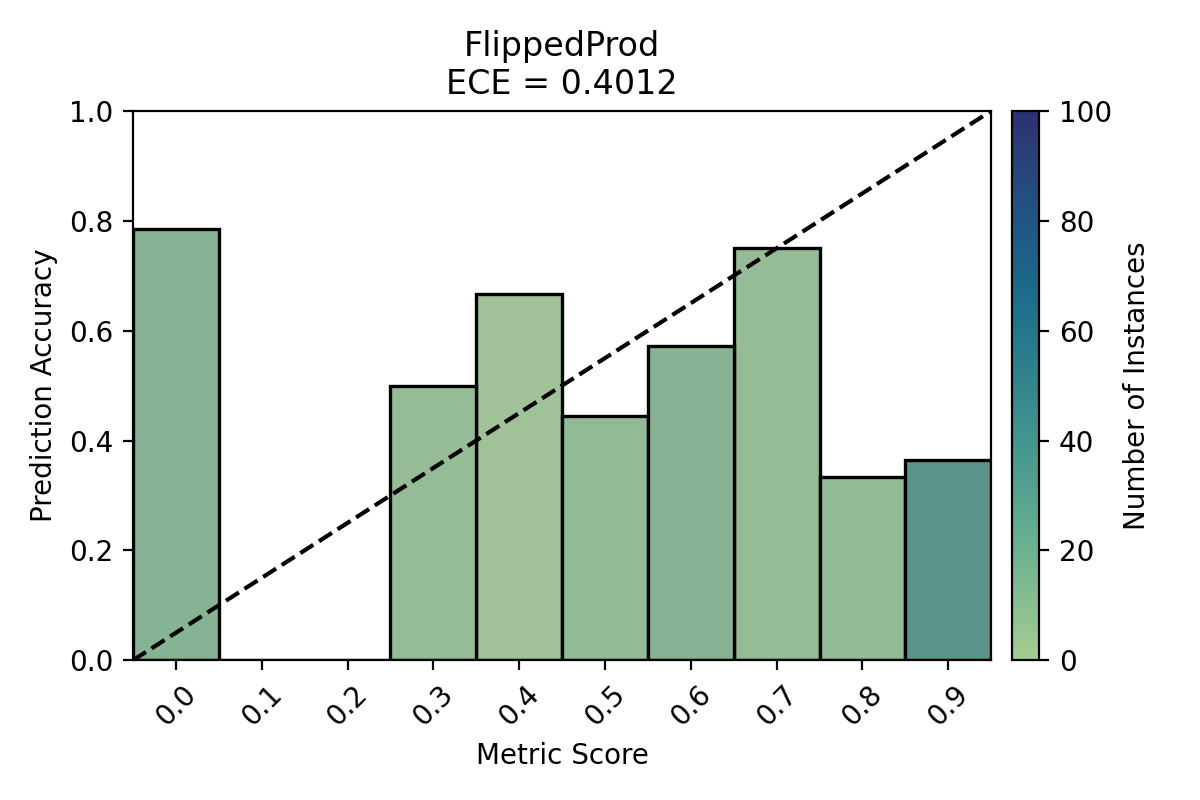 FlippedProd
ECE = 0.4012
1.0
0.8
0.6
0.4
0.2
0.0
Prediction Accuracy
0.0 0.1 0.2 0.3 0.4 0.5 0.6 0.7 0.8 0.9
Metric Score
100
80
60
40
20
0
Number of Instances